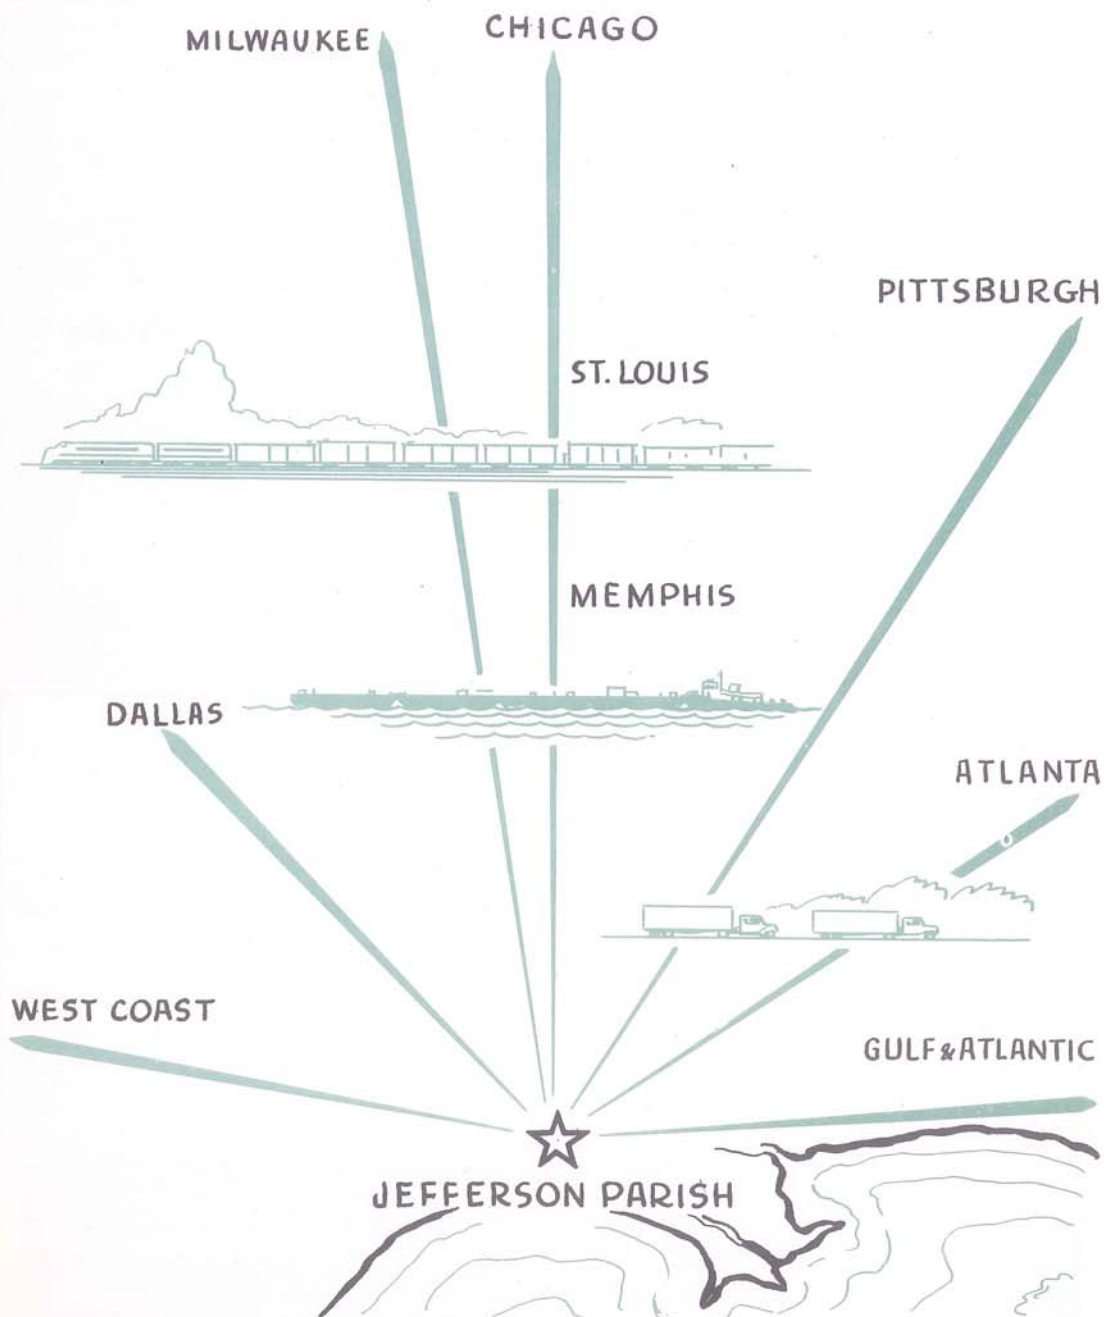 MILWAUKEE
CHICAGO
PITTSBURGH
ST. LOUIS
MEMPHIS
DALLAS
ATLANTA
WEST COAST
GULF & ATLANTIC
JEFFERSON PARISH